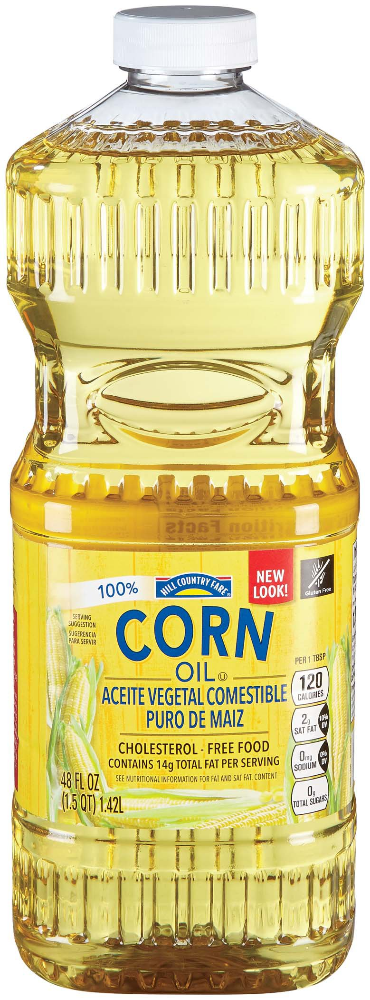 100%
HILL COUNTRY FARE®
NEW
LOOK!
Gluten Free
SERVING
SUGGESTION
SUGERENCIA
PARA SERVIR
CORN
OIL Ⓤ
ACEITE VEGETAL COMESTIBLE
PURO DE MAIZ
CHOLESTEROL - FREE FOOD
CONTAINS 14g TOTAL FAT PER SERVING
SEE NUTRITIONAL INFORMATION FOR FAT AND SAT FAT. CONTENT
48 FL OZ
(1.5 QT) 1.42L
PER 1 TBSP
120
CALORIES
2g
SAT FAT
10%
DV
0mg
SODIUM
0%
DV
0g
TOTAL SUGARS
Nutrition Facts